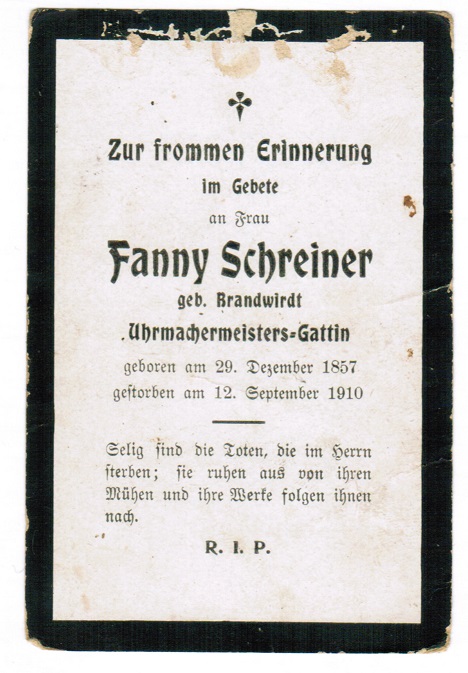 Zur frommen Erinnerung
im Gebete
an Frau
Fanny Schreiner
geb. Brandwirdt
Uhrmachermeisters-Gattin
geboren am 29. Dezember 1857
gestorben am 12. September 1910
Selig sind die Toten, die im Herrn
sterben; sie ruhen aus von ihren
Mühen und ihre Werke folgen ihnen
nach.
R. I. P.